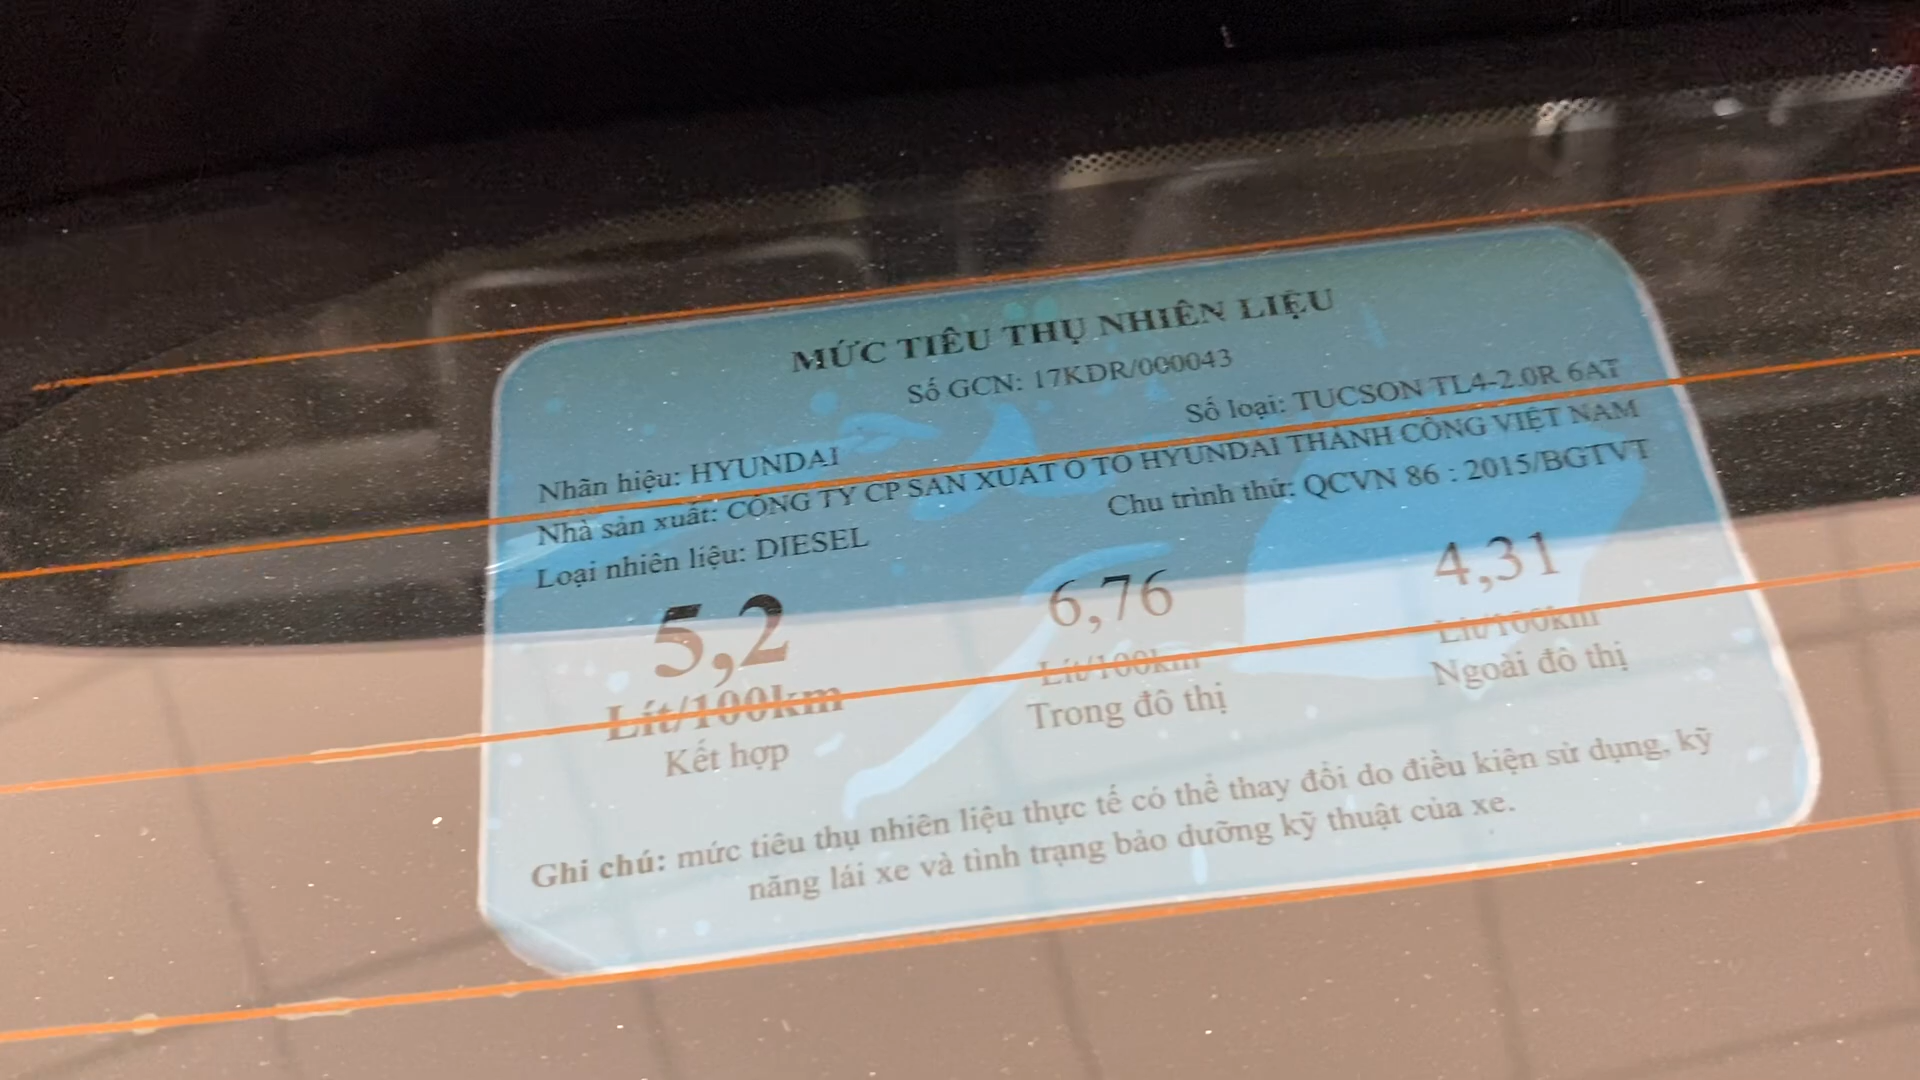 MỨC TIÊU THỤ NHIÊN LIỆU
Số GCN: 17KDR/000043
Nhãn hiệu: HYUNDAI Số loại: TUCSON TL4-2.0R 6AT
Nhà sản xuất: CÔNG TY CP SẢN XUẤT Ô TÔ HYUNDAI THÀNH CÔNG VIỆT NAM
Loại nhiên liệu: DIESEL Chu trình thử: QCVN 86 : 2015/BGTVT
5,2 6,76 4,31
Lít/100km Lít/100km Lít/100km
Kết hợp Trong đô thị Ngoài đô thị
Ghi chú: mức tiêu thụ nhiên liệu thực tế có thể thay đổi do điều kiện sử dụng, kỹ
năng lái xe và tình trạng bảo dưỡng kỹ thuật của xe.